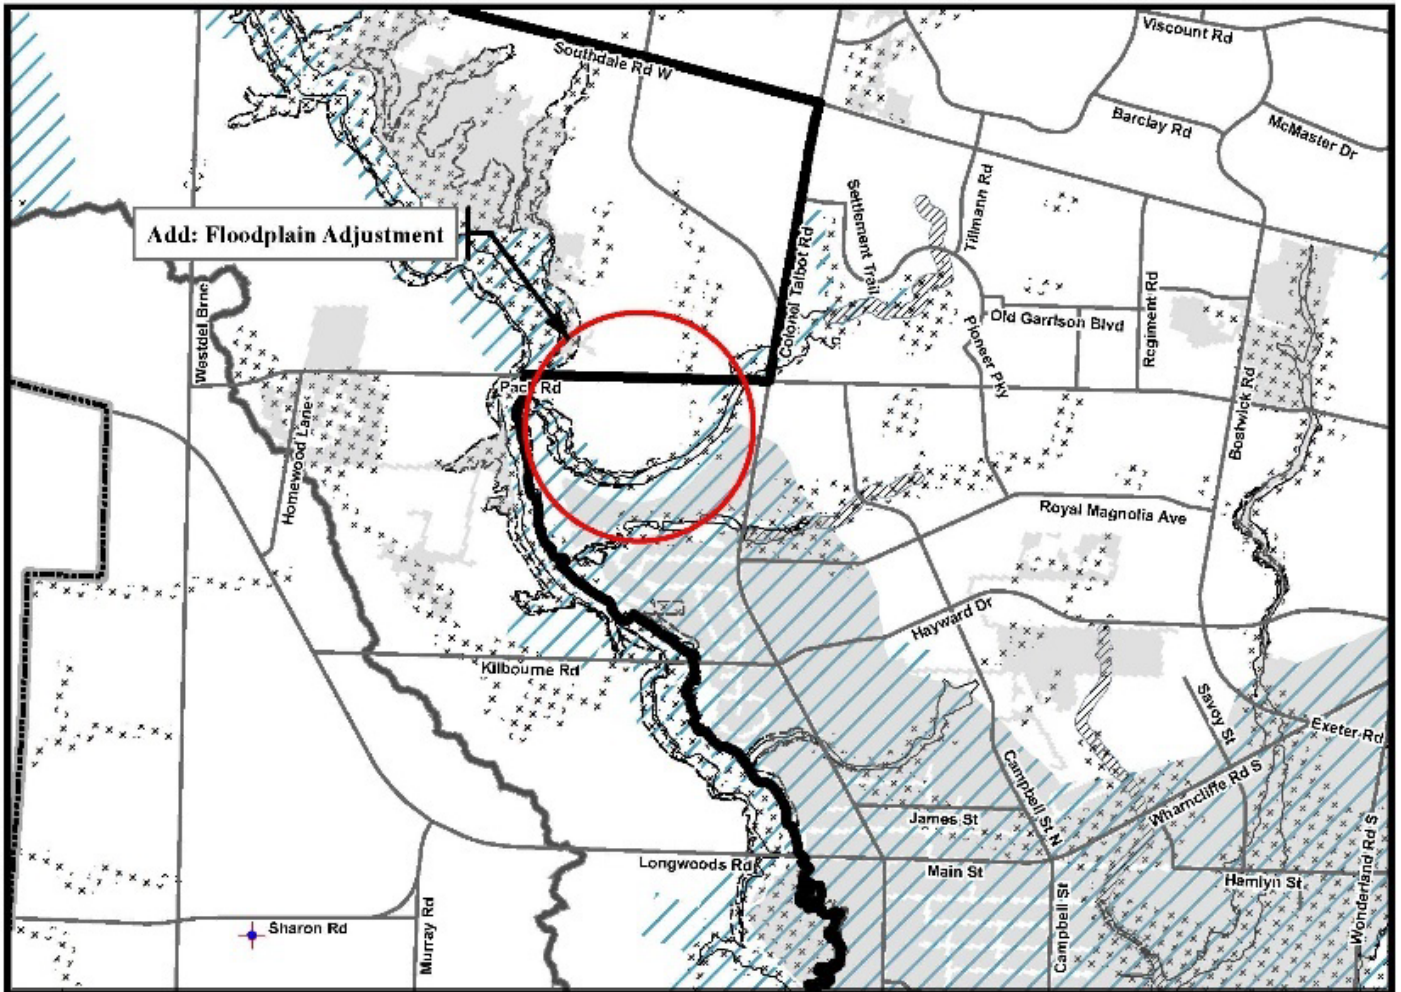 Viscount Rd
Southdale Rd W
Barclay Rd
McMaster Dr
Tillmann Rd
Settlement Trail
Add: Floodplain Adjustment
Colonel Talbot Rd
Westdel Brne
Old Garrison Blvd
Regiment Rd
Pioneer Pky
Pack Rd
Bostwick Rd
Homewood Lane
Royal Magnolia Ave
Hayward Dr
Kilbourne Rd
Savoy St
Exeter Rd
Campbell St N
Wharncliffe Rd S
James St
Longwoods Rd
Main St
Hamlyn St
Wonderland Rd S
Campbell St
Murray Rd
Sharon Rd